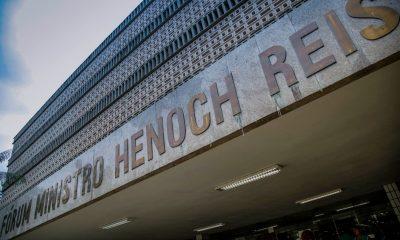 FÓRUM MINISTRO HENOCH REIS